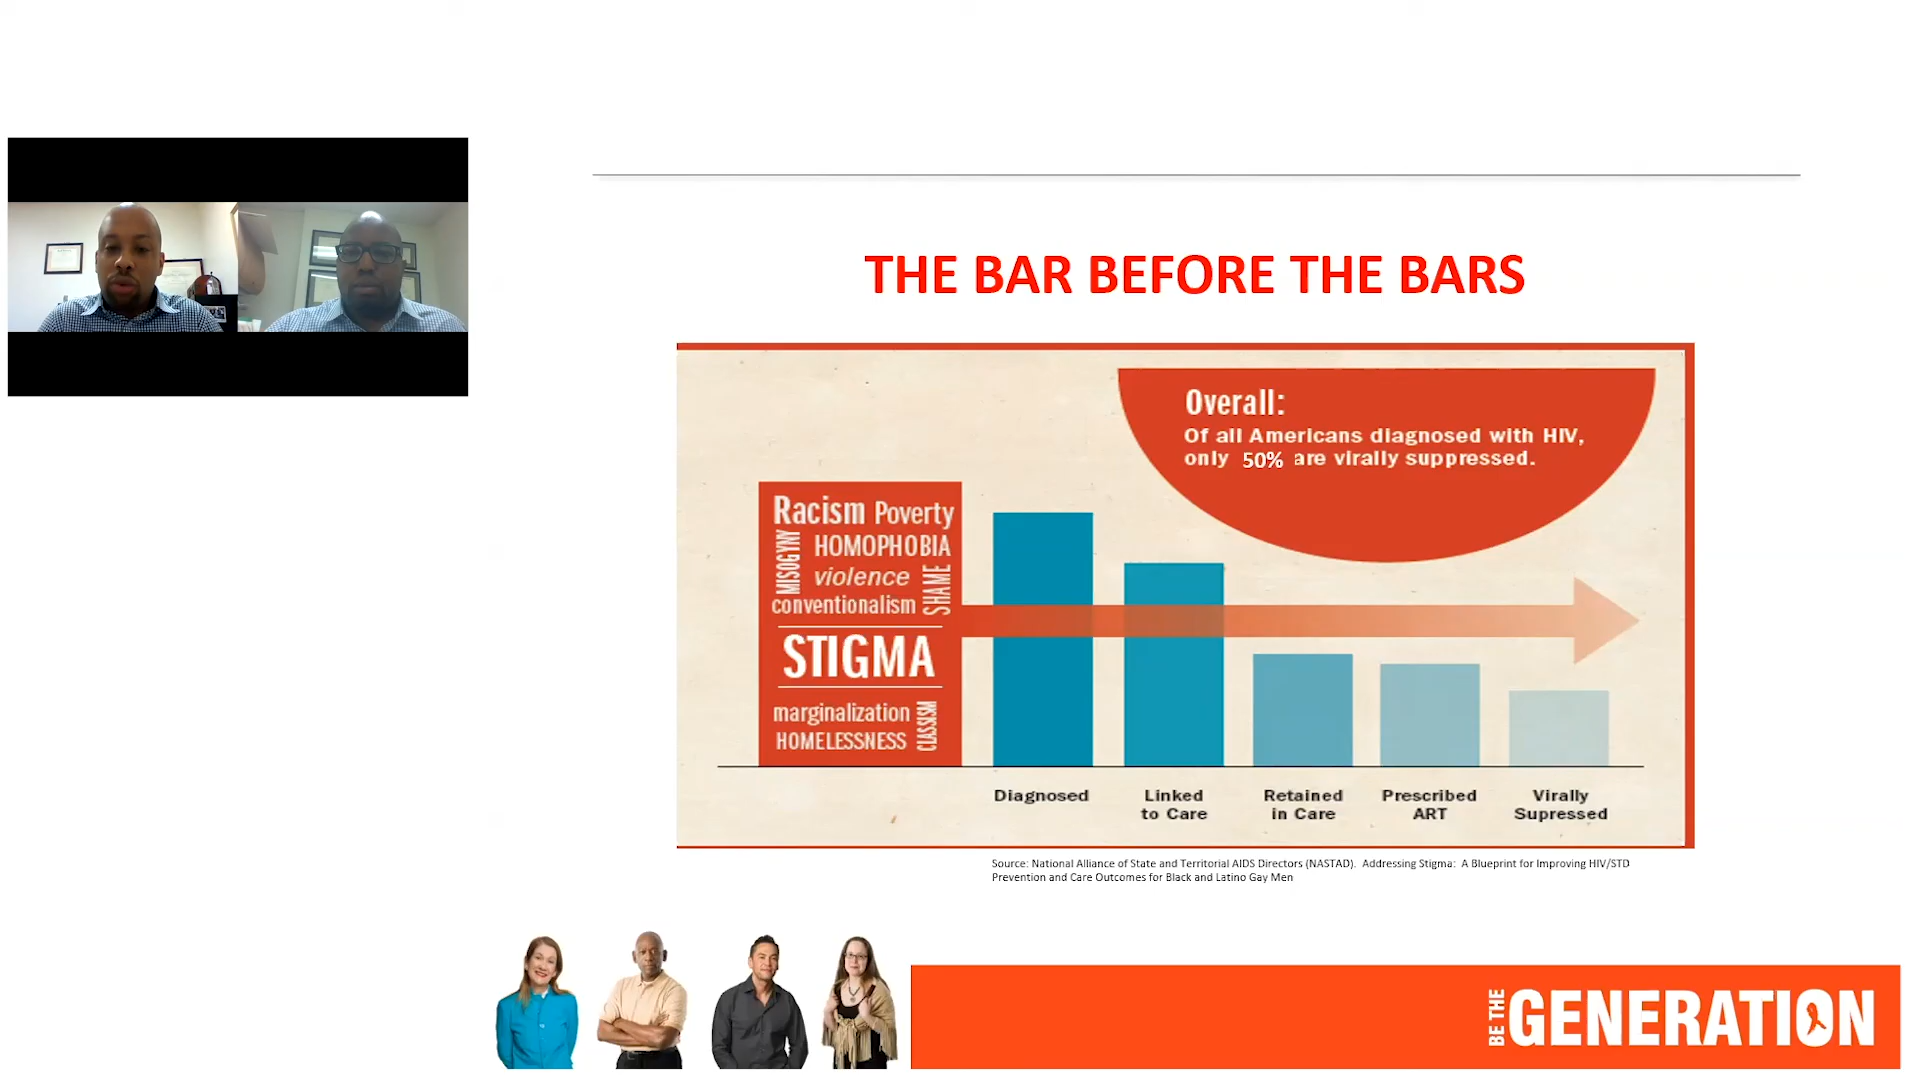 THE BAR BEFORE THE BARS
Overall:
Of all Americans diagnosed with HIV,
only 50% are virally suppressed.
Racism Poverty
MISOGYNY
HOMOPHOBIA
violence
SHAME
conventionalism
STIGMA
marginalization
HOMELESSNESS
CLASSISM
Diagnosed
Linked
to Care
Retained
in Care
Prescribed
ART
Virally
Supressed
Source: National Alliance of State and Territorial AIDS Directors (NASTAD). Addressing Stigma: A Blueprint for Improving HIV/STD
Prevention and Care Outcomes for Black and Latino Gay Men
BE THE
GENERATION